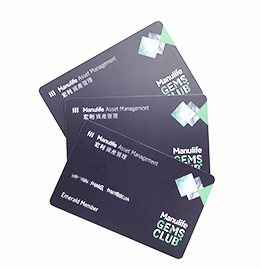 Manulife Asset Management
宏利 資產管理
Manulife
GEMS
CLUB
Manulife Asset Management
宏利 資產管理
Manulife
GEMS
CLUB
Manulife Asset Management
宏利 資產管理
Emerald Member
Manulife
GEMS
CLUB